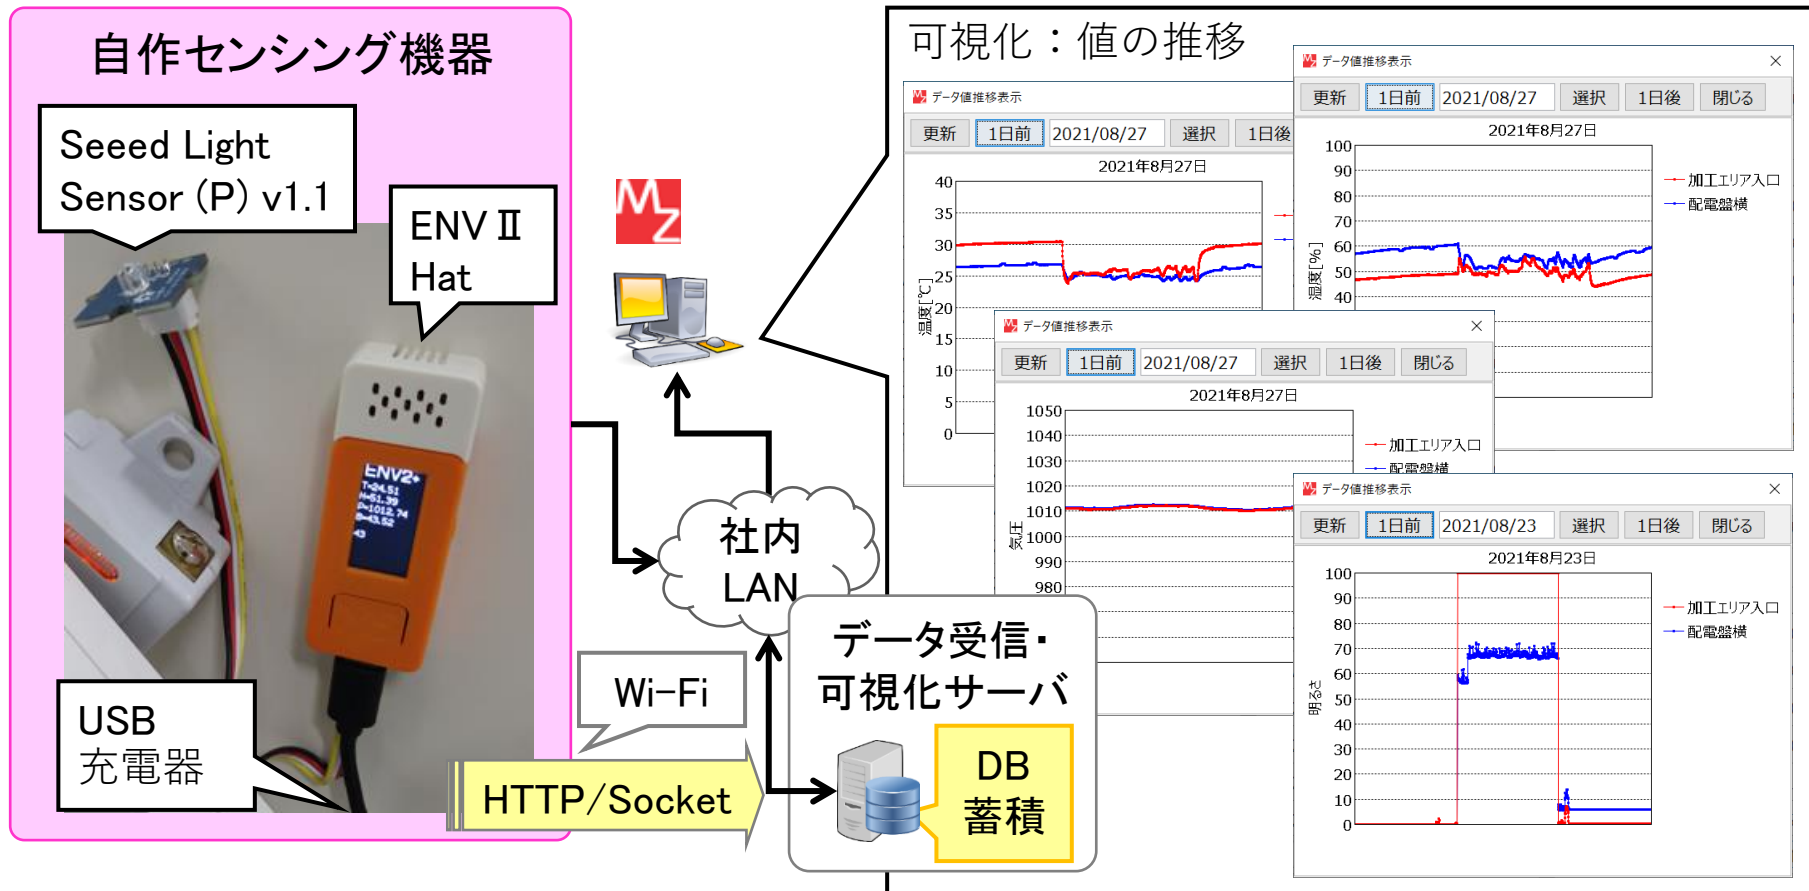 自作センシング機器
Seeed Light
Sensor (P) v1.1
ENVⅡ
Hat
ENV2+
T=24.51
H=51.39
P=1012.74
43.52
43
USB
充電器
Wi-Fi
HTTP/Socket
MZ
社内
LAN
データ受信・
可視化サーバ
DB
蓄積
可視化：値の推移
データ値推移表示
更新 1日前 2021/08/27 選択 1日後
2021年8月27日
40
35
30
25
20
15
10
5
0
温度[℃]
データ値推移表示
更新 1日前 2021/08/27 選択 1日後 閉じる
2021年8月27日
100
90
80
70
60
50
40
湿度[%]
加工エリア入口
配電盤横
データ値推移表示
更新 1日前 2021/08/27 選択 1日後 閉じる
2021年8月27日
1050
1040
1030
1020
1010
1000
990
980
気圧
加工エリア入口
配電盤横
データ値推移表示
更新 1日前 2021/08/23 選択 1日後 閉じる
2021年8月23日
100
90
80
70
60
50
40
30
20
10
0
明るさ
加工エリア入口
配電盤横